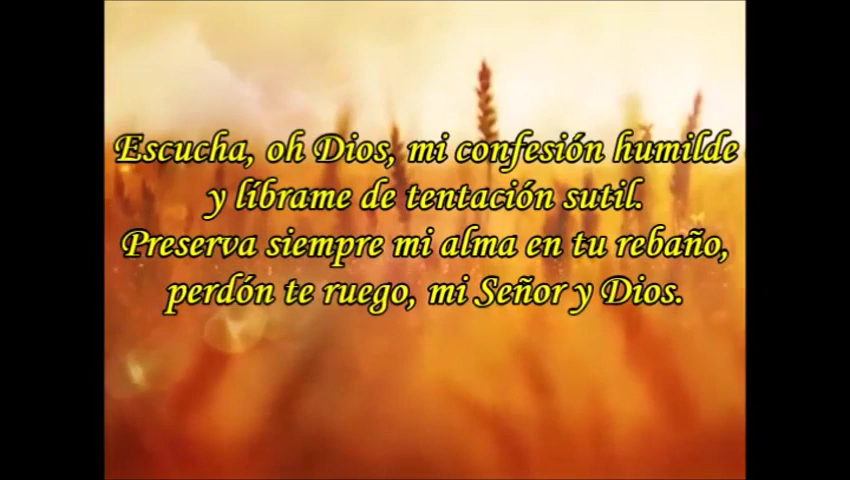 Escucha, oh Dios, mi confesión humilde
y líbrame de tentación sutil.
Preserva siempre mi alma en tu rebaño,
perdón te ruego, mi Señor y Dios.